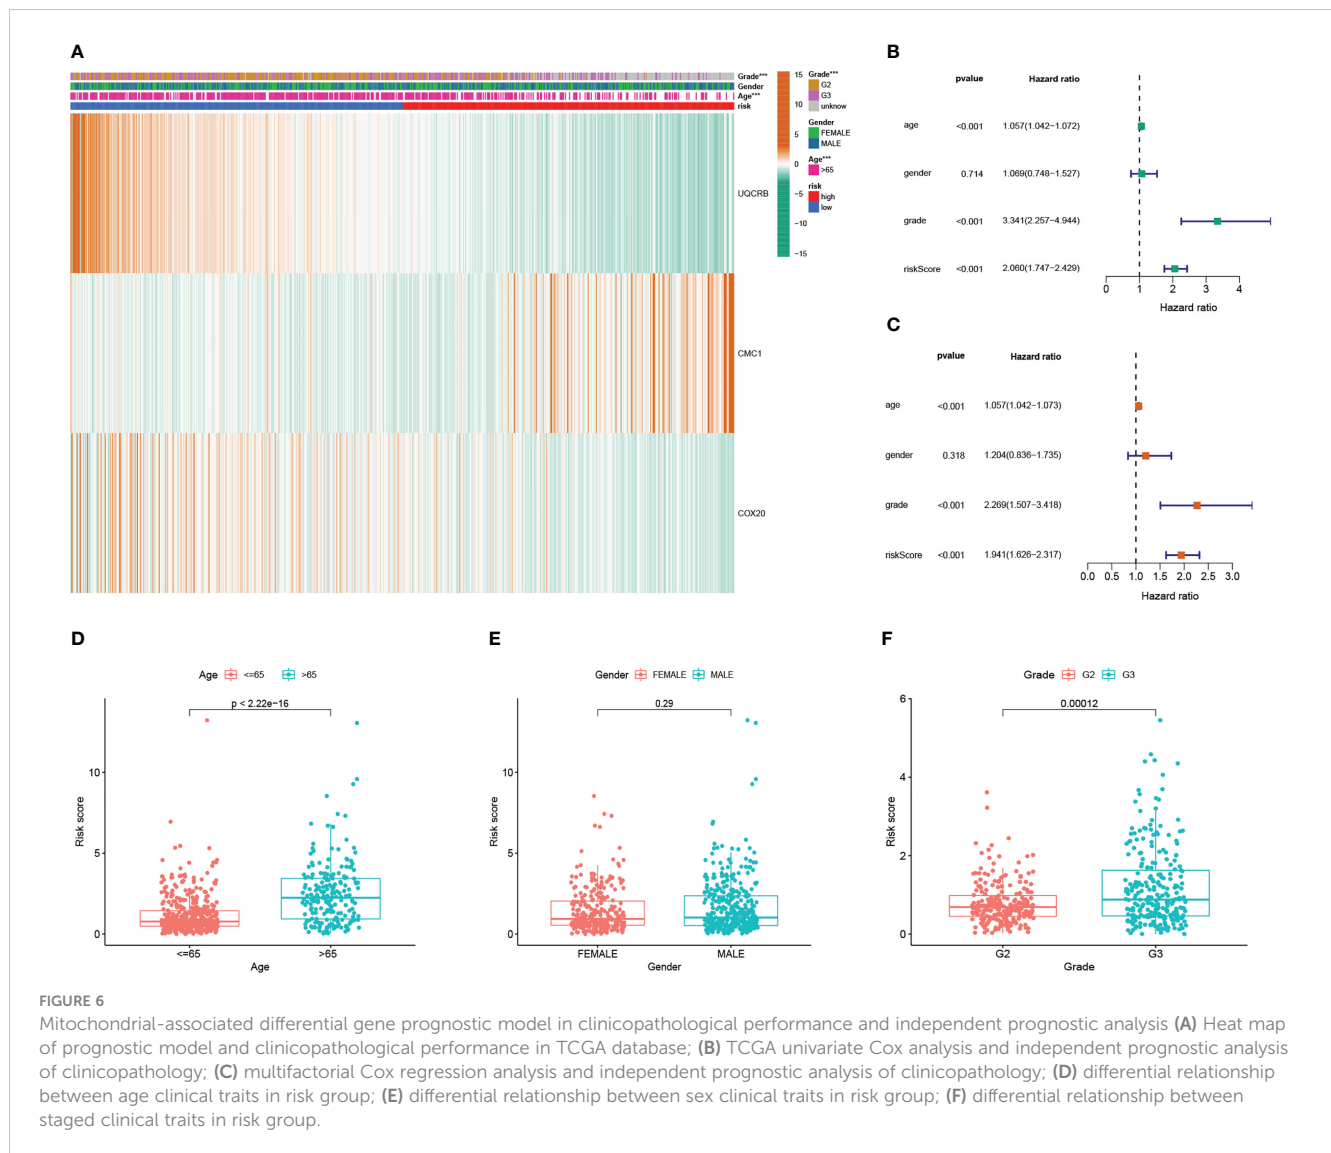 A
Grade***
Gender
Age***
risk
UQCRB
CMC1
COX20
15
10
5
0
−5
−10
−15
Grade***
G2
G3
unknow
Gender
FEMALE
MALE
Age***
>65
risk
high
low
B
pvalue Hazard ratio
age <0.001 1.057(1.042−1.072)
gender 0.714 1.069(0.748−1.527)
grade <0.001 3.341(2.257−4.944)
riskScore <0.001 2.060(1.747−2.429)
0 1 2 3 4
Hazard ratio
C
pvalue Hazard ratio
age <0.001 1.057(1.042−1.073)
gender 0.318 1.204(0.836−1.735)
grade <0.001 2.269(1.507−3.418)
riskScore <0.001 1.941(1.626−2.317)
0.0 0.5 1.0 1.5 2.0 2.5 3.0
Hazard ratio
D
Age <=65 >65
p < 2.22e−16
10
5
0
Risk score
<=65 >65
Age
E
Gender FEMALE MALE
0.29
10
5
0
Risk score
FEMALE MALE
Gender
F
Grade G2 G3
0.00012
6
4
2
0
Risk score
G2 G3
Grade
FIGURE 6
Mitochondrial-associated differential gene prognostic model in clinicopathological performance and independent prognostic analysis (A) Heat map
of prognostic model and clinicopathological performance in TCGA database; (B) TCGA univariate Cox analysis and independent prognostic analysis
of clinicopathology; (C) multifactorial Cox regression analysis and independent prognostic analysis of clinicopathology; (D) differential relationship
between age clinical traits in risk group; (E) differential relationship between sex clinical traits in risk group; (F) differential relationship between
staged clinical traits in risk group.